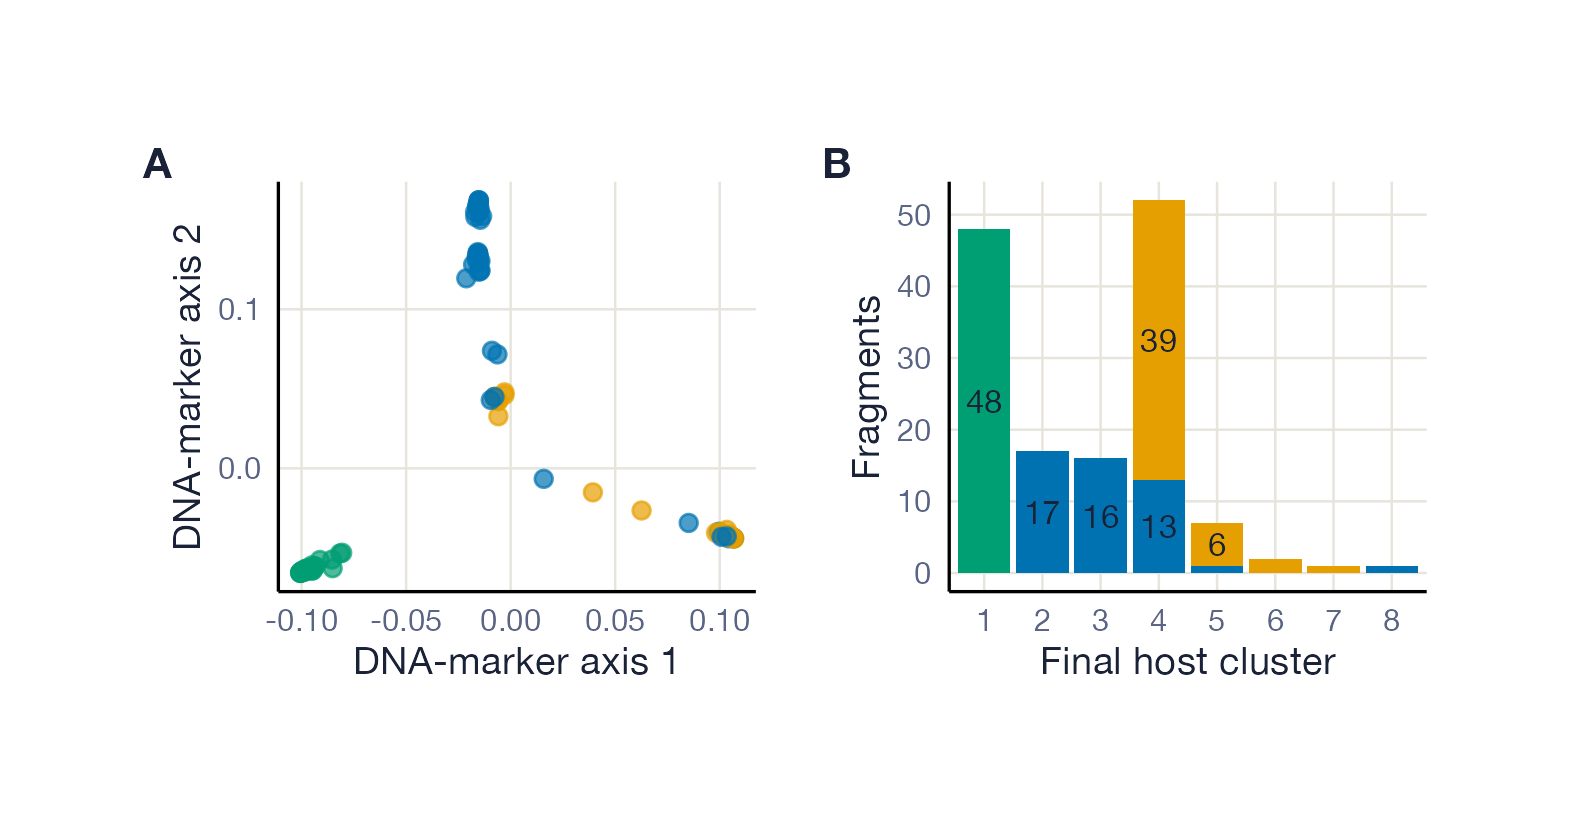 A
DNA-marker axis 2
0.1
0.0
-0.10 -0.05 0.00 0.05 0.10
DNA-marker axis 1
B
Fragments
50
40
30
20
10
0
48
17
16
39
13
6
1 2 3 4 5 6 7 8
Final host cluster